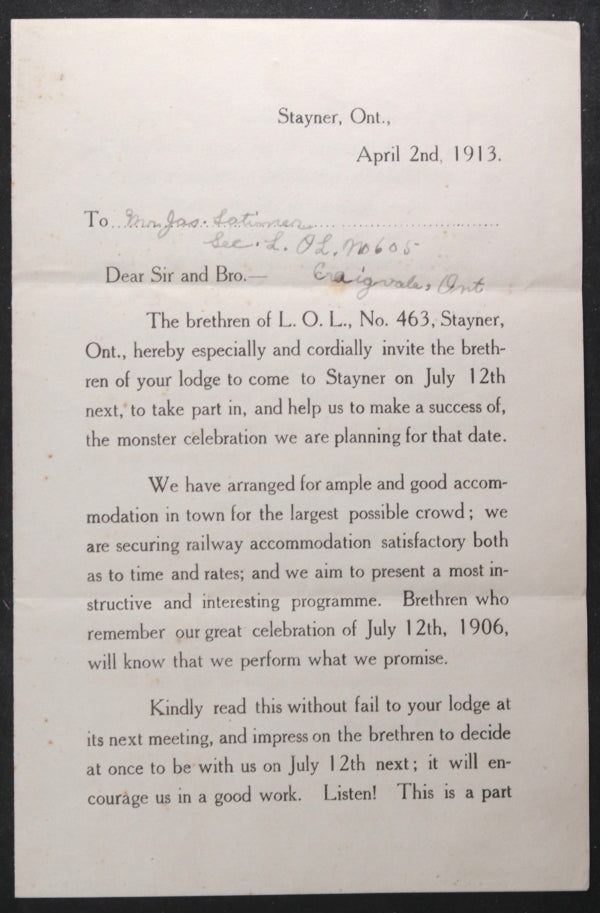 Stayner, Ont.,
April 2nd, 1913.
To Mr Jas. Latimer
Sec. L. O L. No 605
Dear Sir and Bro.— Craigvale, Ont
The brethren of L. O. L., No. 463, Stayner,
Ont., hereby especially and cordially invite the breth-
ren of your lodge to come to Stayner on July 12th
next, to take part in, and help us to make a success of,
the monster celebration we are planning for that date.
We have arranged for ample and good accom-
modation in town for the largest possible crowd; we
are securing railway accommodation satisfactory both
as to time and rates; and we aim to present a most in-
structive and interesting programme. Brethren who
remember our great celebration of July 12th, 1906,
will know that we perform what we promise.
Kindly read this without fail to your lodge at
its next meeting, and impress on the brethren to decide
at once to be with us on July 12th next; it will en-
courage us in a good work. Listen! This is a part